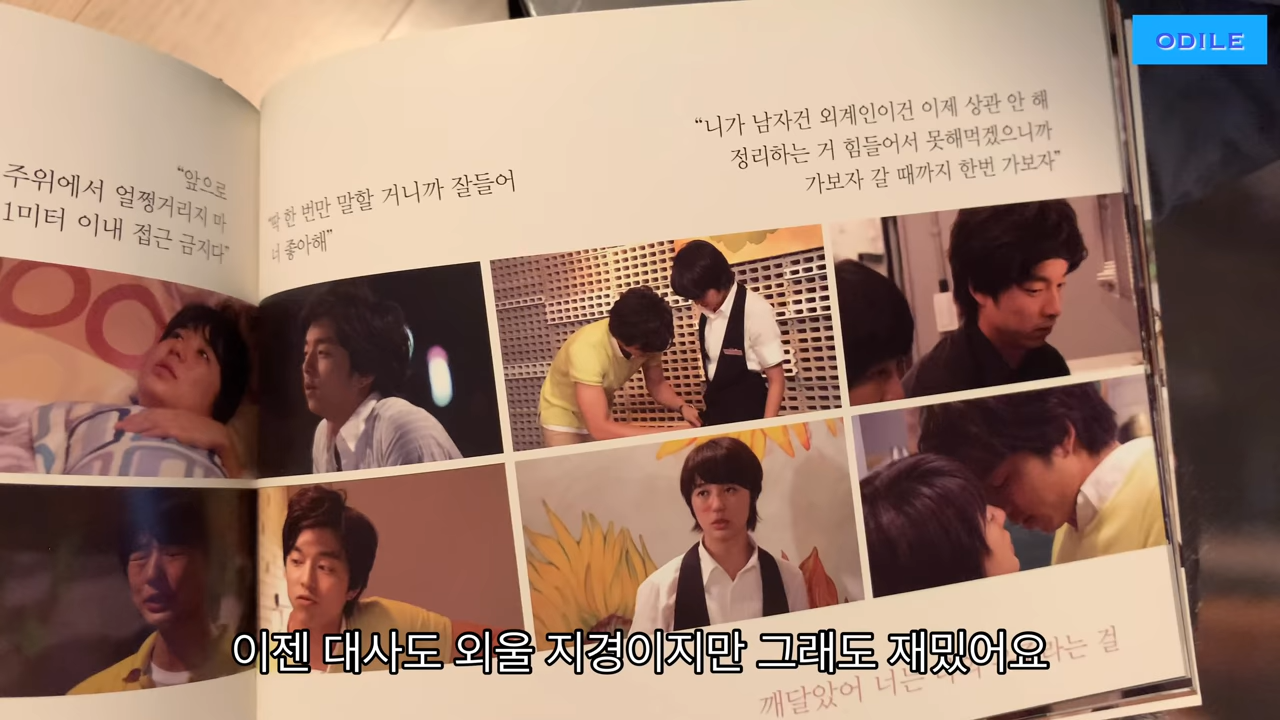 ODILE
"앞으로
주위에서 얼쩡거리지 마
1미터 이내 접근 금지다"
"딱 한 번만 말할 거니까 잘들어
너 좋아해"
"니가 남자건 외계인이건 이제 상관 안 해
정리하는 거 힘들어서 못해먹겠으니까
가보자 갈 때까지 한번 가보자"
이젠 대사도 외울 지경이지만 그래도 재밌어요
라는 걸
깨달았어 너는